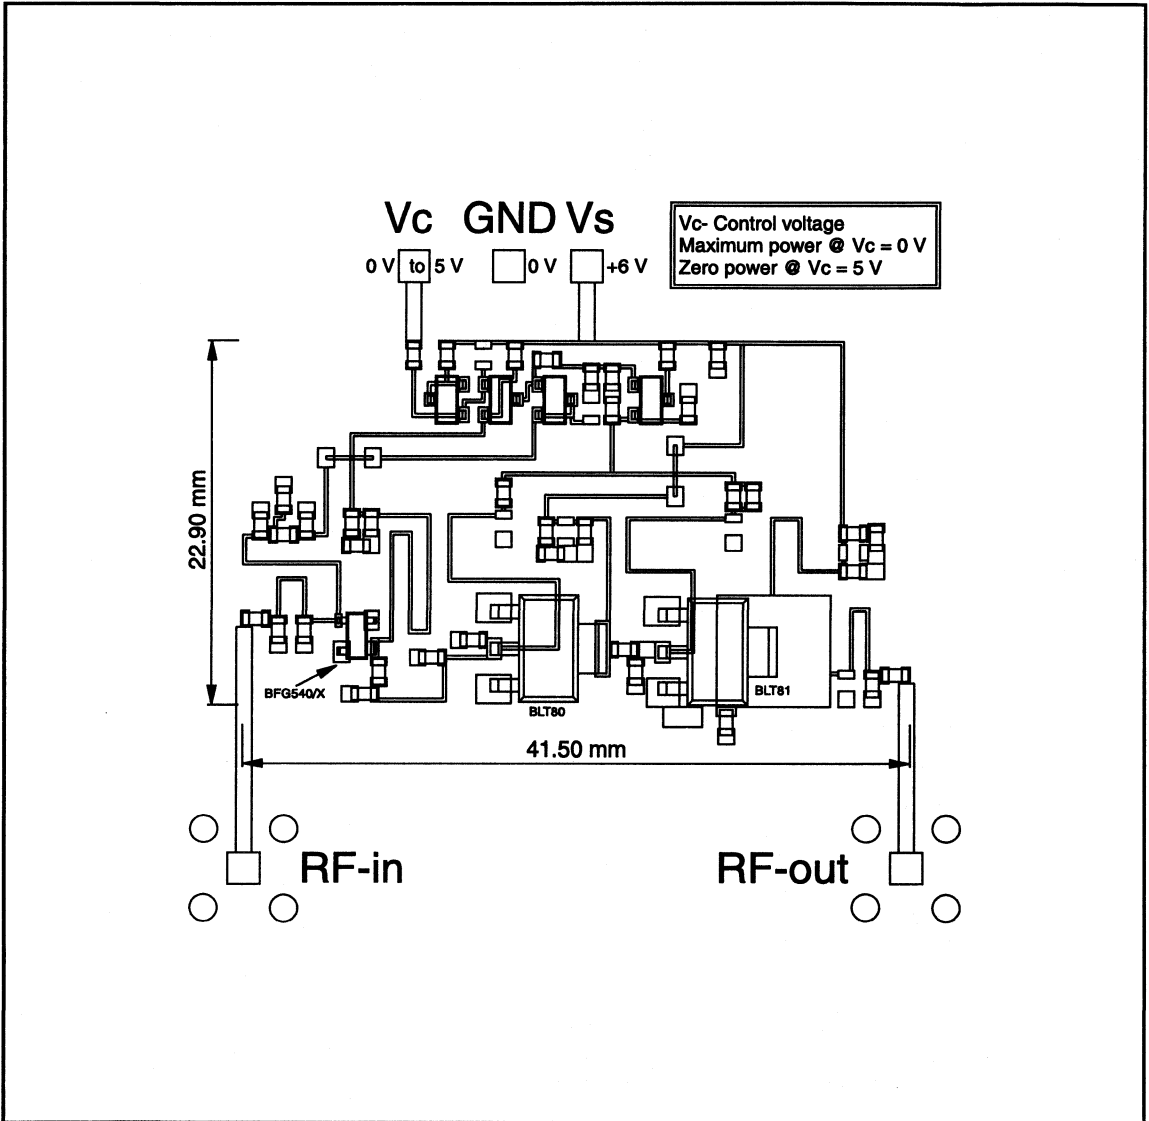 Vc GND Vs
0 V to 5 V 0 V +6 V
Vc- Control voltage
Maximum power @ Vc = 0 V
Zero power @ Vc = 5 V
22.90 mm
BFG540/X
BLT80
BLT81
41.50 mm
RF-in
RF-out